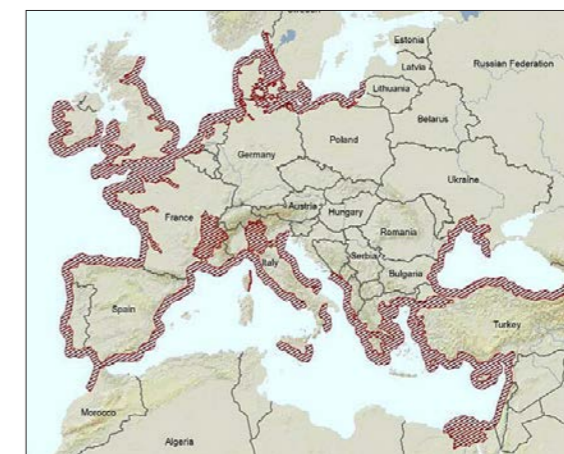 Estonia
Latvia
Russian Federation
Lithuania
Belarus
Germany
Poland
Ukraine
France
Austria
Hungary
Romania
Italy
Serbia
Bulgaria
Spain
Turkey
Morocco
Algeria